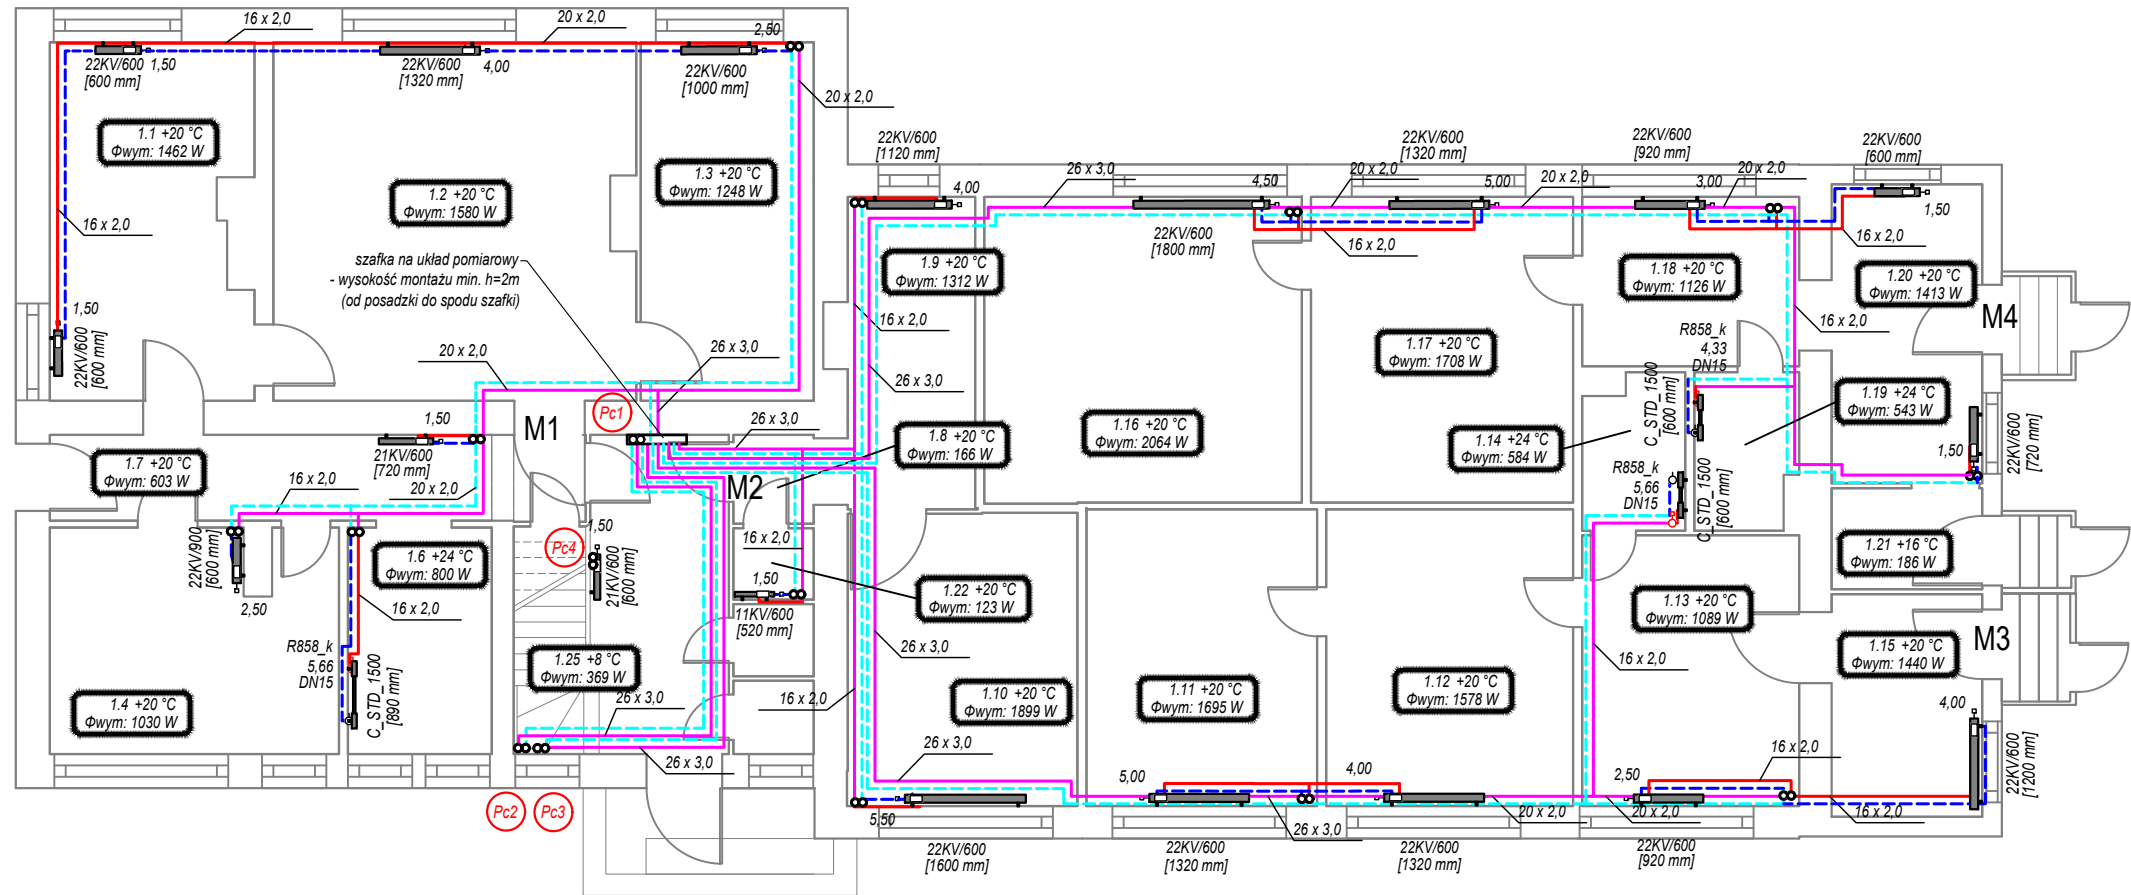 16 x 2,0
20 x 2,0
2,50
22KV/600
[600 mm]
1,50
22KV/600
[1320 mm]
4,00
22KV/600
[1000 mm]
20 x 2,0
1.1 +20 °C
Φwym: 1462 W
1.2 +20 °C
Φwym: 1580 W
1.3 +20 °C
Φwym: 1248 W
16 x 2,0
szafka na układ pomiarowy
- wysokość montażu min. h=2m
(od posadzki do spodu szafki)
1,50
22KV/600
[600 mm]
20 x 2,0
26 x 3,0
22KV/600
[1120 mm]
4,00
26 x 3,0
4,50
22KV/600
[1800 mm]
22KV/600
[1320 mm]
20 x 2,0
5,00
20 x 2,0
22KV/600
[920 mm]
3,00
20 x 2,0
22KV/600
[600 mm]
1,50
16 x 2,0
16 x 2,0
1.9 +20 °C
Φwym: 1312 W
1.18 +20 °C
Φwym: 1126 W
1.20 +20 °C
Φwym: 1413 W
M4
16 x 2,0
16 x 2,0
R858_k
4,33
DN15
1.17 +20 °C
Φwym: 1708 W
26 x 3,0
1.19 +24 °C
Φwym: 543 W
C_STD_1500
[600 mm]
1,50
M1
Pc1
26 x 3,0
1.8 +20 °C
Φwym: 166 W
1.16 +20 °C
Φwym: 2064 W
1.14 +24 °C
Φwym: 584 W
1,50
22KV/600
[720 mm]
21KV/600
[720 mm]
1.7 +20 °C
Φwym: 603 W
16 x 2,0
20 x 2,0
M2
R858_k
5,66
DN15
C_STD_1500
[600 mm]
22KV/900
[600 mm]
2,50
1.6 +24 °C
Φwym: 800 W
1,50
Pc4
21KV/600
[600 mm]
16 x 2,0
1,50
11KV/600
[520 mm]
1.22 +20 °C
Φwym: 123 W
1.21 +16 °C
Φwym: 186 W
16 x 2,0
1.13 +20 °C
Φwym: 1089 W
M3
R858_k
5,66
DN15
C_STD_1500
[890 mm]
1.25 +8 °C
Φwym: 369 W
26 x 3,0
26 x 3,0
16 x 2,0
1.15 +20 °C
Φwym: 1440 W
1.4 +20 °C
Φwym: 1030 W
16 x 2,0
1.10 +20 °C
Φwym: 1899 W
1.11 +20 °C
Φwym: 1695 W
1.12 +20 °C
Φwym: 1578 W
4,00
22KV/600
[1200 mm]
26 x 3,0
26 x 3,0
5,00
4,00
2,50
16 x 2,0
Pc2
Pc3
5,50
26 x 3,0
20 x 2,0
20 x 2,0
16 x 2,0
22KV/600
[1600 mm]
22KV/600
[1320 mm]
22KV/600
[1320 mm]
22KV/600
[920 mm]